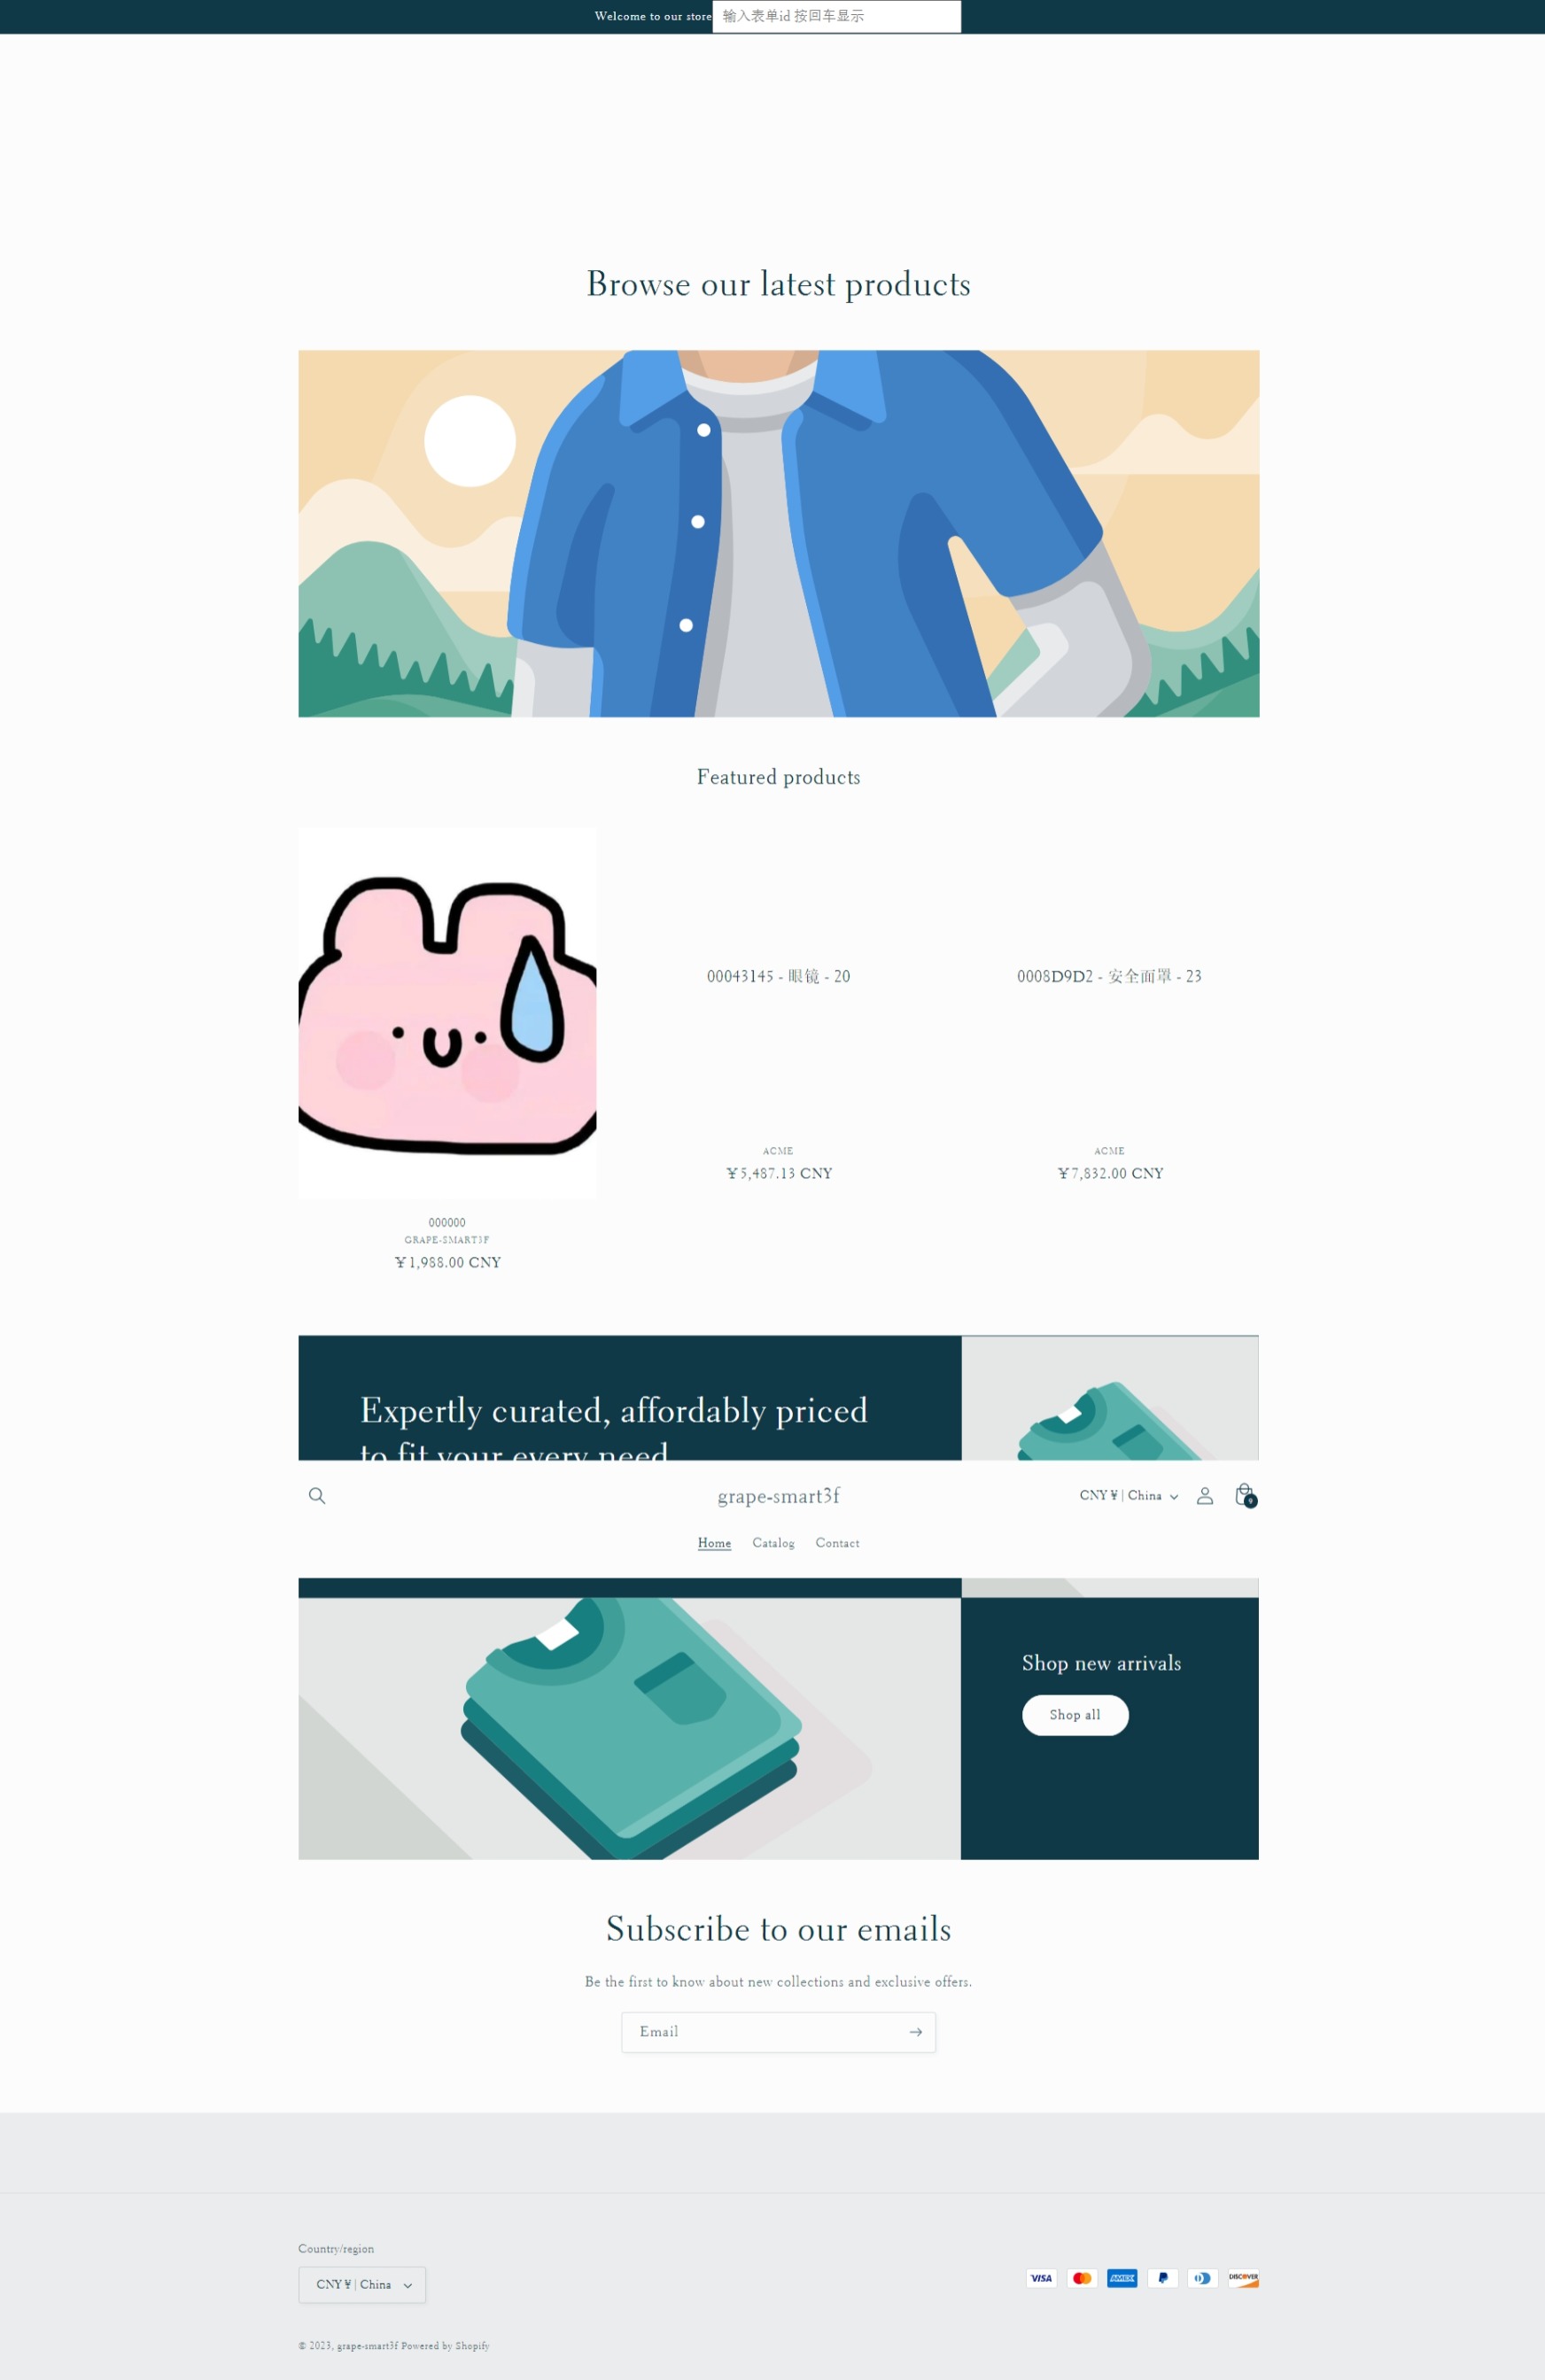 Welcome to our store
输入表单id 按回车显示
Browse our latest products
Featured products
00043145 - 眼镜 - 20
0008D9D2 - 安全面罩 - 23
ACME
¥5,487.13 CNY
ACME
¥7,832.00 CNY
000000
GRAPE-SMART3F
¥1,988.00 CNY
Expertly curated, affordably priced
to fit your every need
grape-smart3f
CNY ¥ | China
9
Home
Catalog
Contact
Shop new arrivals
Shop all
Subscribe to our emails
Be the first to know about new collections and exclusive offers.
Email
Country/region
CNY ¥ | China
VISA
AMEX
DISCOVER
© 2023, grape-smart3f Powered by Shopify